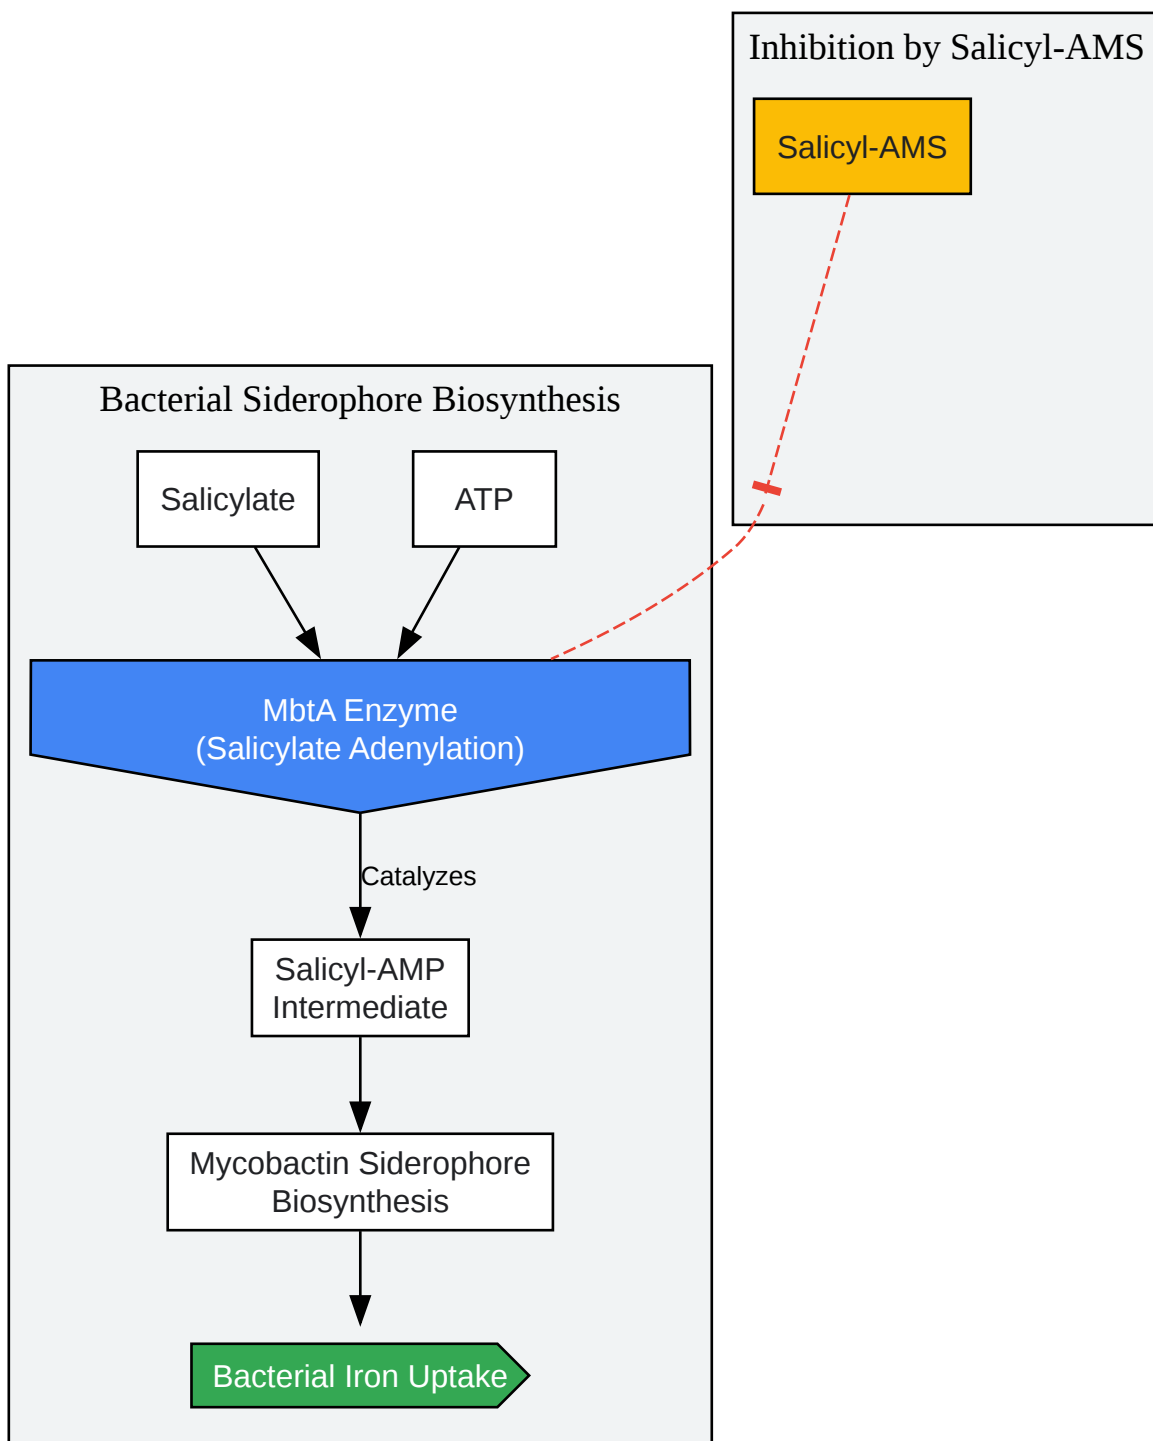 Inhibition by Salicyl-AMS
Salicyl-AMS
Bacterial Siderophore Biosynthesis
Salicylate
ATP
MbtA Enzyme
(Salicylate Adenylation)
Catalyzes
Salicyl-AMP
Intermediate
Mycobactin Siderophore
Biosynthesis
Bacterial Iron Uptake